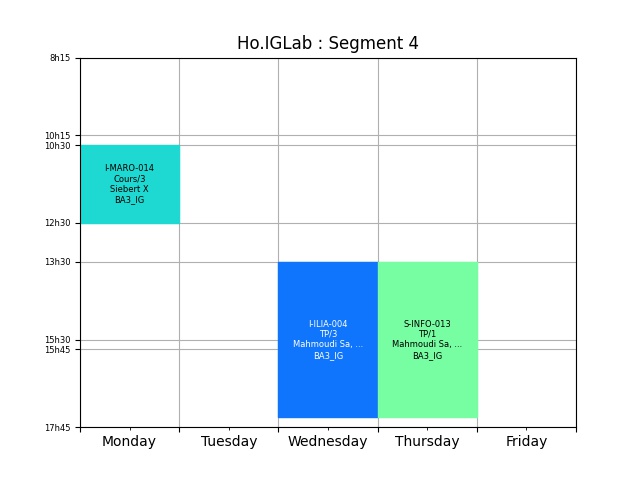 Ho.IGLab : Segment 4
8h15
10h15
10h30
I-MARO-014
Cours/3
Siebert X
BA3_IG
12h30
13h30
I-ILIA-004
TP/3
Mahmoudi Sa, ...
BA3_IG
S-INFO-013
TP/1
Mahmoudi Sa, ...
BA3_IG
15h30
15h45
17h45
Monday
Tuesday
Wednesday
Thursday
Friday